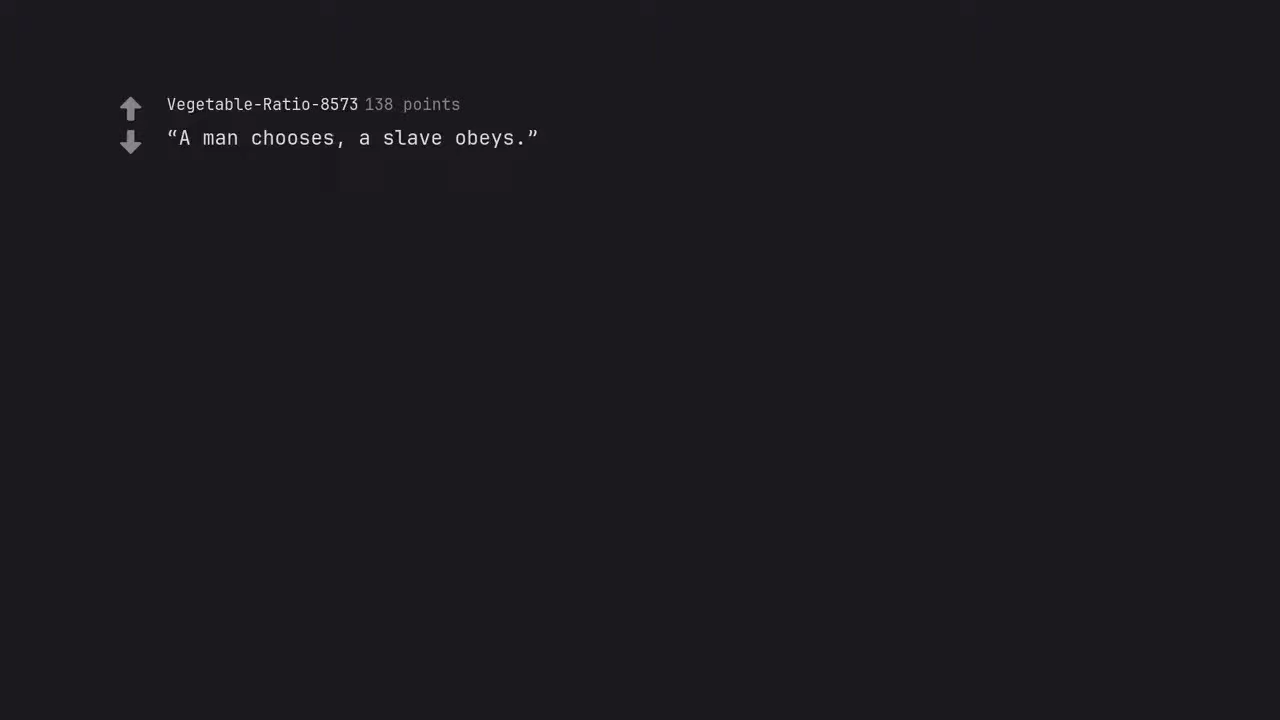 Vegetable-Ratio-8573 138 points
“A man chooses, a slave obeys.”